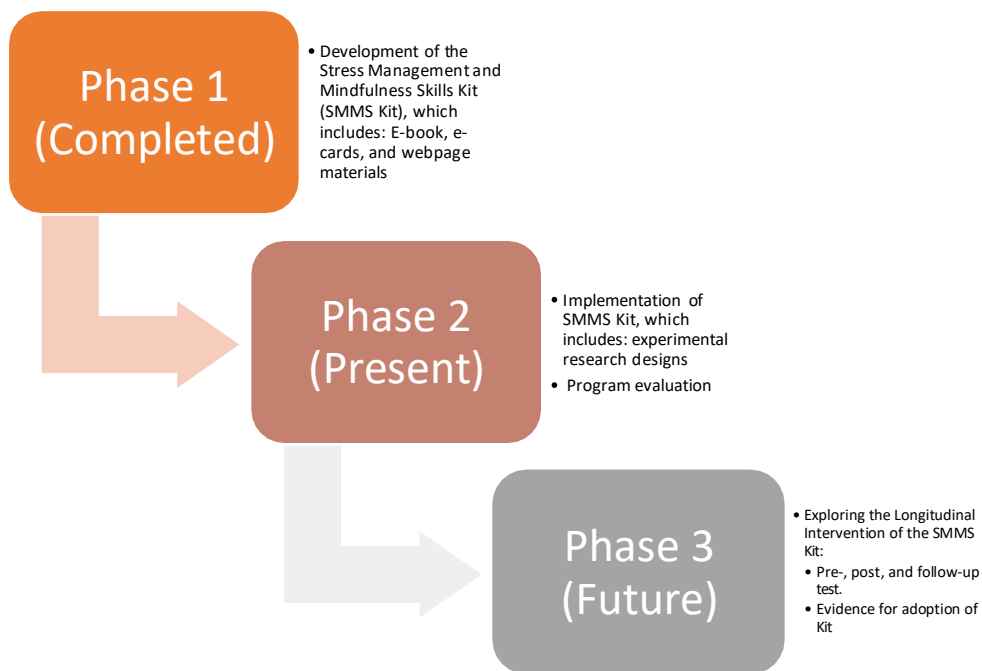 Phase 1
(Completed)
• Development of the
Stress Management and
Mindfulness Skills Kit
(SMMS Kit), which
includes: E-book, e-
cards, and webpage
materials
Phase 2
(Present)
• Implementation of
SMMS Kit, which
includes: experimental
research designs
• Program evaluation
Phase 3
(Future)
• Exploring the Longitudinal
Intervention of the SMMS
Kit:
• Pre-, post, and follow-up
test.
• Evidence for adoption of
Kit